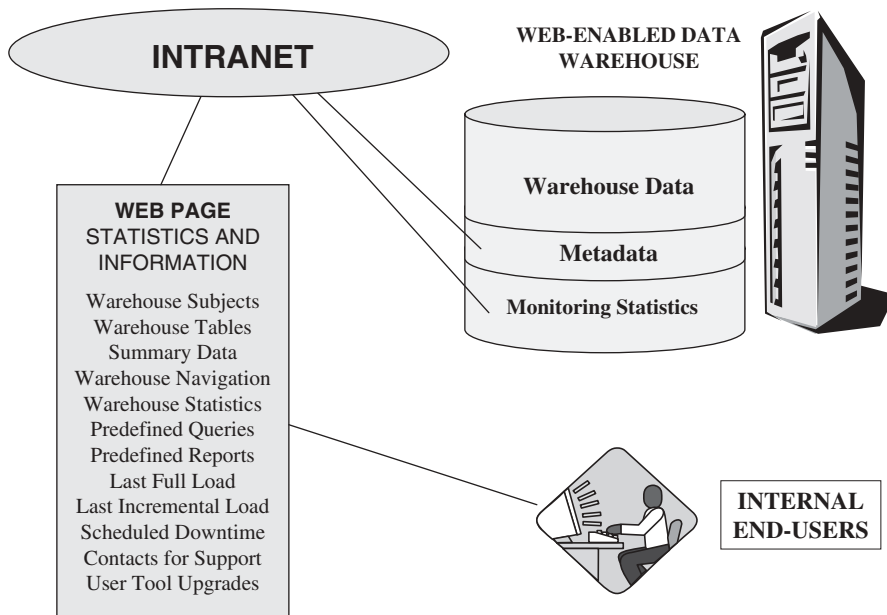 INTRANET
WEB-ENABLED DATA
WAREHOUSE
Warehouse Data
Metadata
Monitoring Statistics
WEB PAGE
STATISTICS AND
INFORMATION
Warehouse Subjects
Warehouse Tables
Summary Data
Warehouse Navigation
Warehouse Statistics
Predefined Queries
Predefined Reports
Last Full Load
Last Incremental Load
Scheduled Downtime
Contacts for Support
User Tool Upgrades
INTERNAL
END-USERS